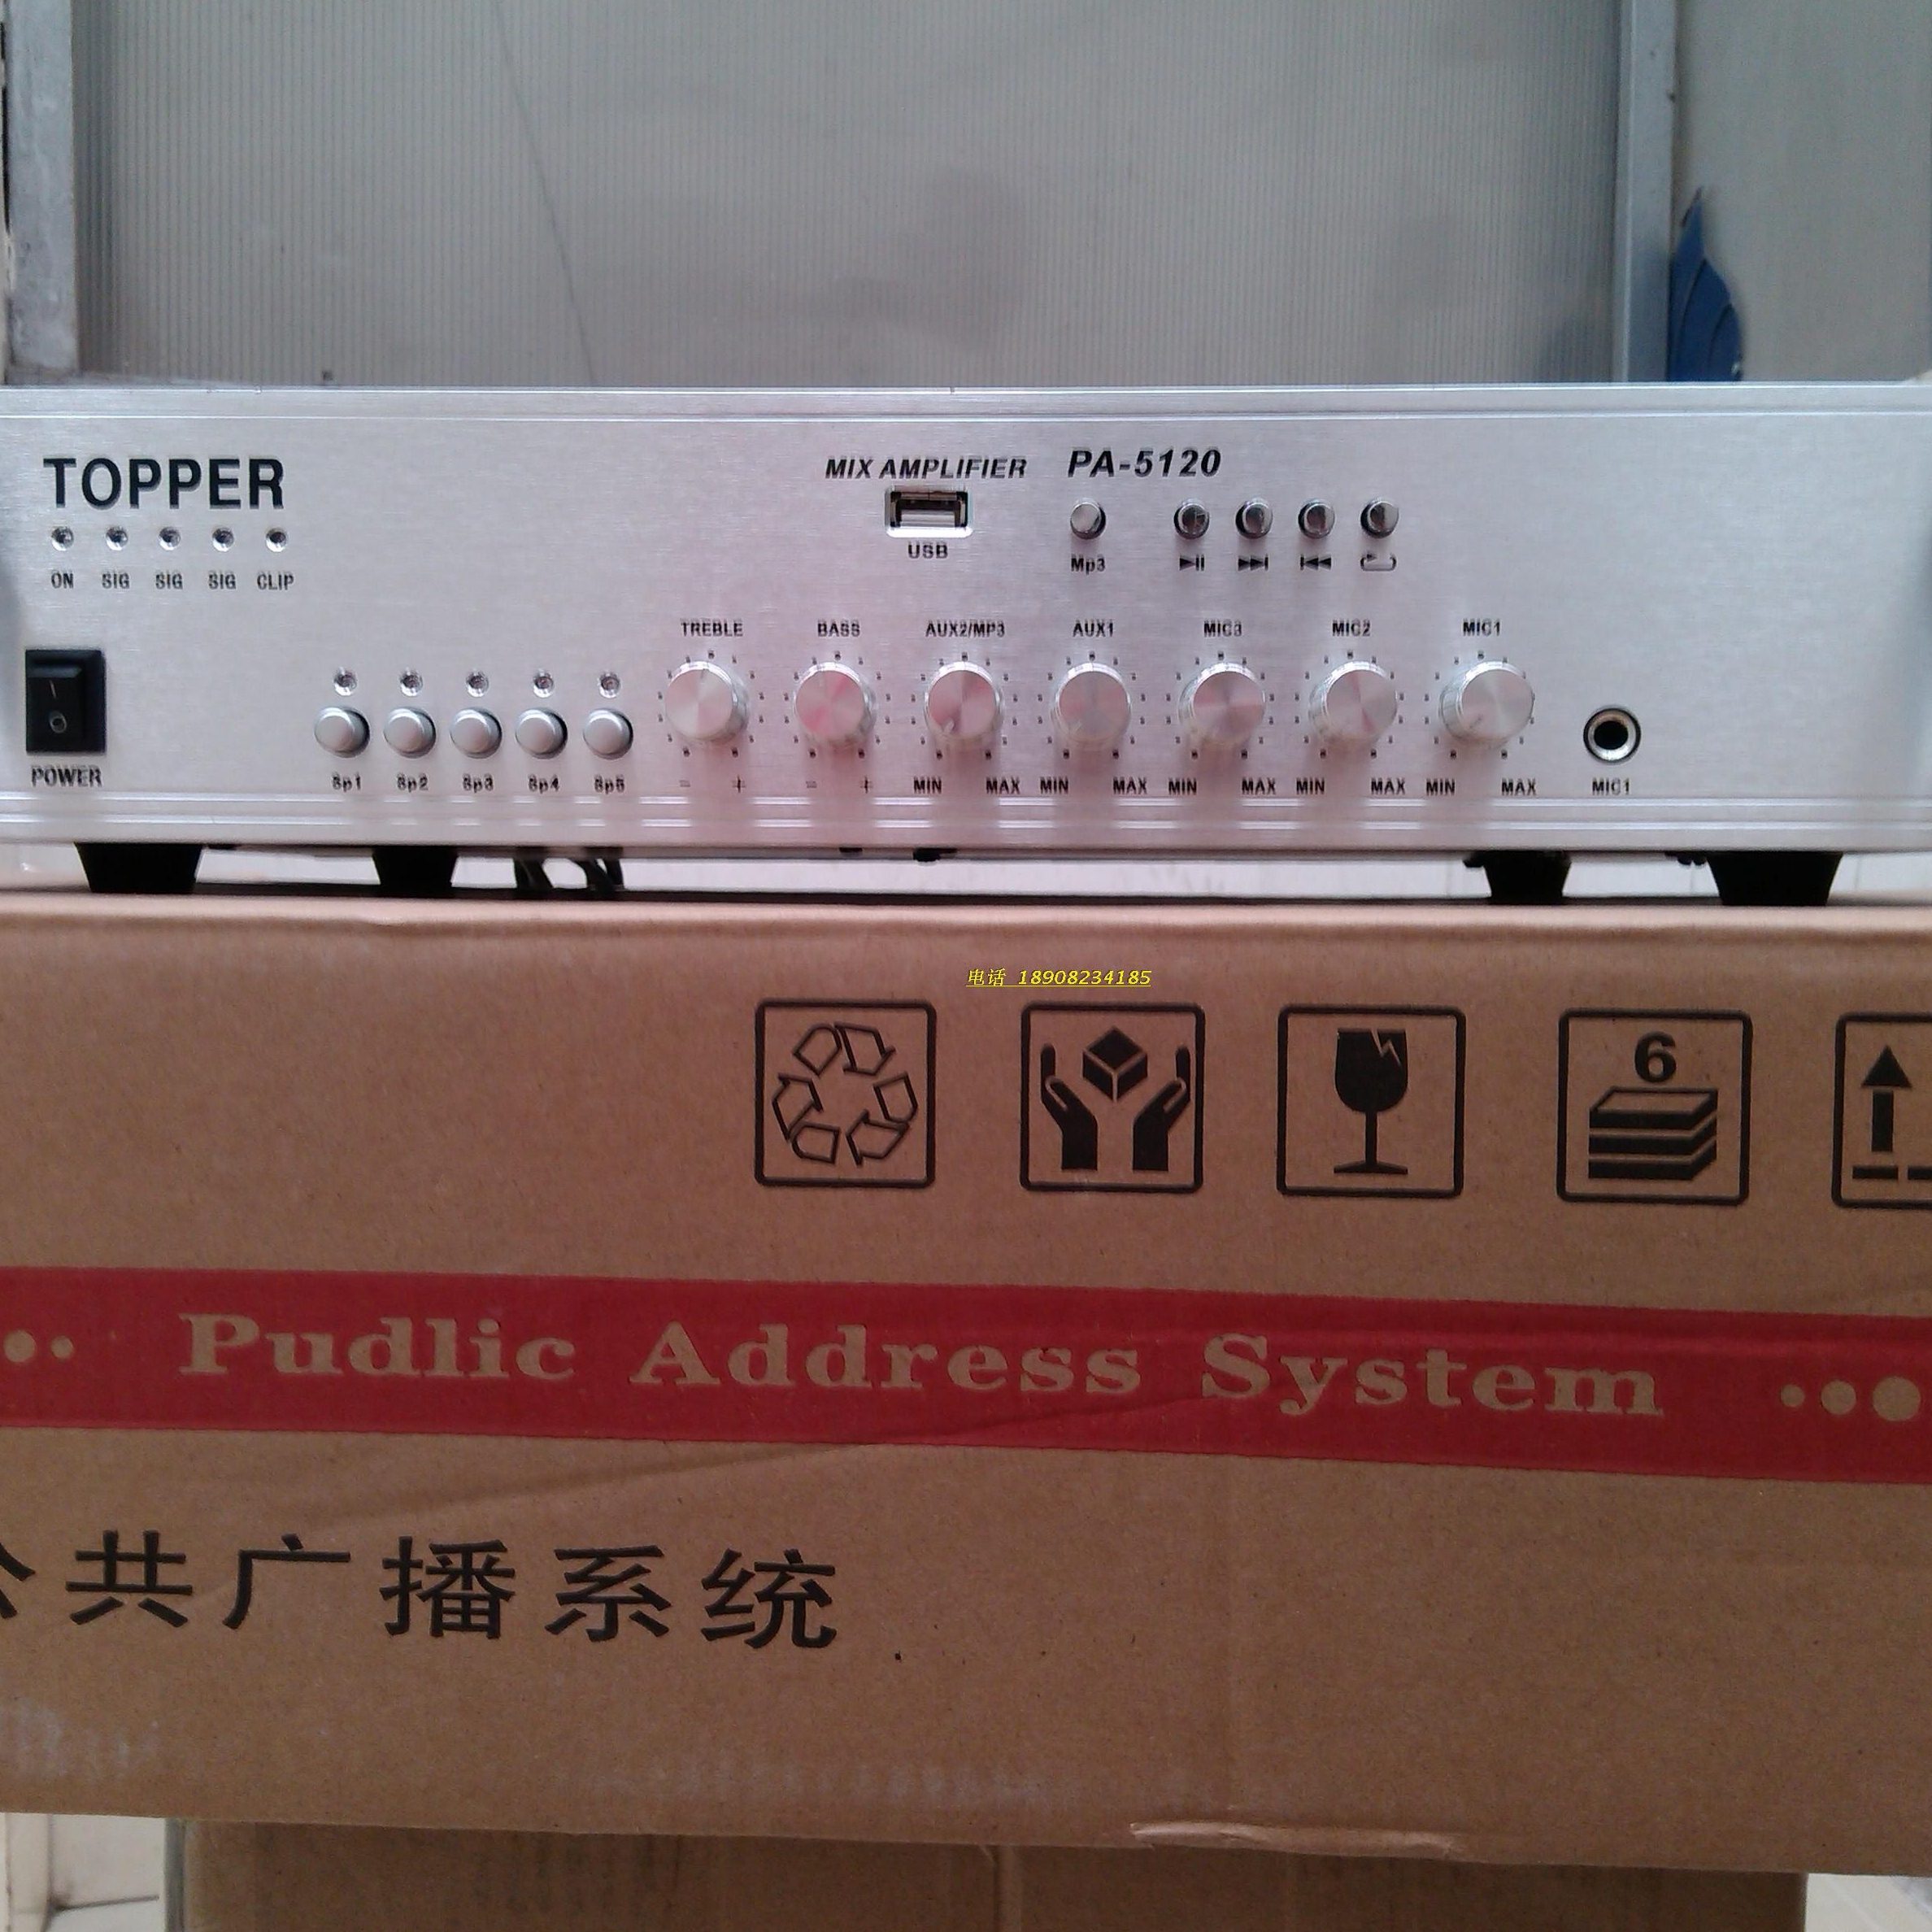 TOPPER
MIX AMPLIFIER PA-5120
USB
Mp3
ON SIG SIG SIG CLIP
TREBLE BASS AUX2/MP3 AUX1 MIC3 MIC2 MIC1
POWER
Sp1 Sp2 Sp3 Sp4 Sp5
- + - + MIN MAX MIN MAX MIN MAX MIN MAX MIN MAX MIC1
电话 18908234185
6
Pudlic Address System
公共广播系统